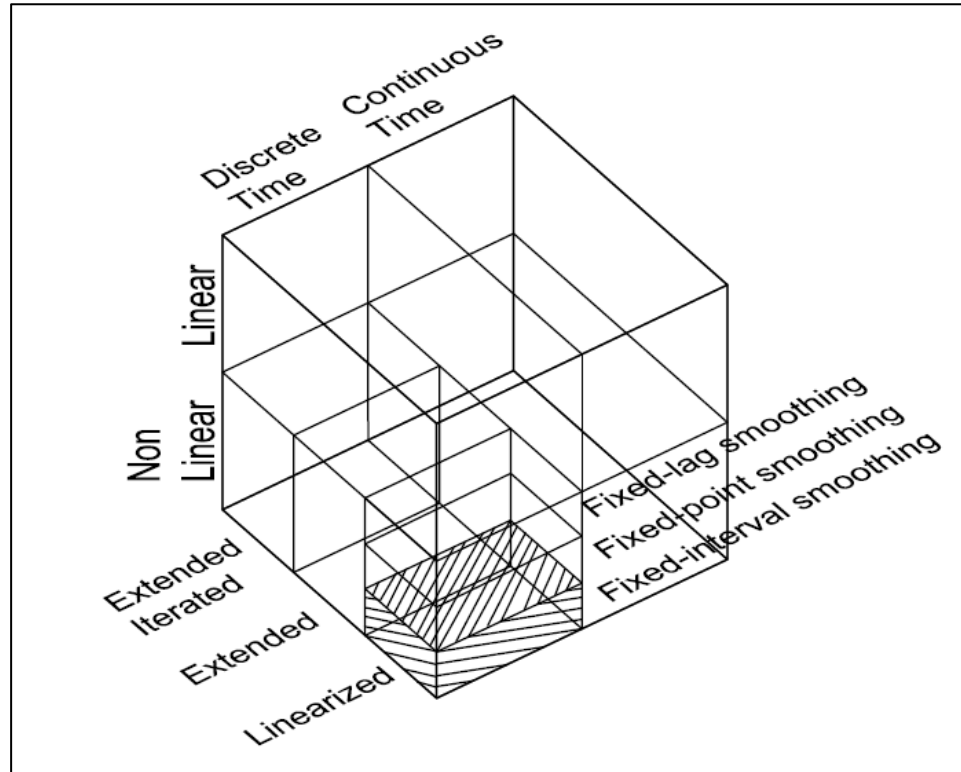 Discrete
Time
Continuous
Time
Linear
Non
Linear
Extended
Iterated
Extended
Linearized
Fixed-lag smoothing
Fixed-point smoothing
Fixed-interval smoothing